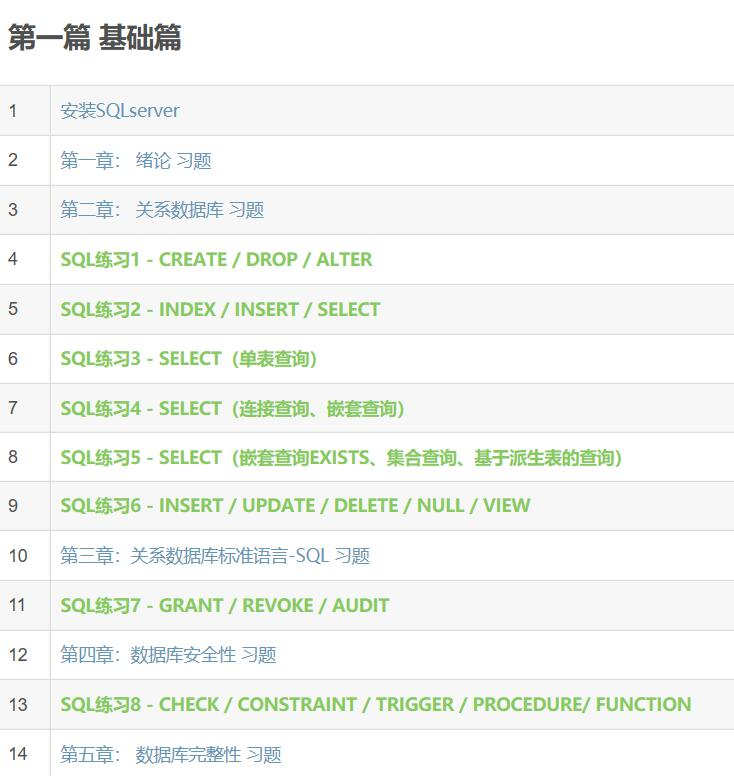 第一篇 基础篇
1 安装SQLserver
2 第一章： 绪论 习题
3 第二章： 关系数据库 习题
4 SQL练习1 - CREATE / DROP / ALTER
5 SQL练习2 - INDEX / INSERT / SELECT
6 SQL练习3 - SELECT（单表查询）
7 SQL练习4 - SELECT（连接查询、嵌套查询）
8 SQL练习5 - SELECT（嵌套查询EXISTS、集合查询、基于派生表的查询）
9 SQL练习6 - INSERT / UPDATE / DELETE / NULL / VIEW
10 第三章：关系数据库标准语言-SQL 习题
11 SQL练习7 - GRANT / REVOKE / AUDIT
12 第四章：数据库安全性 习题
13 SQL练习8 - CHECK / CONSTRAINT / TRIGGER / PROCEDURE/ FUNCTION
14 第五章： 数据库完整性 习题